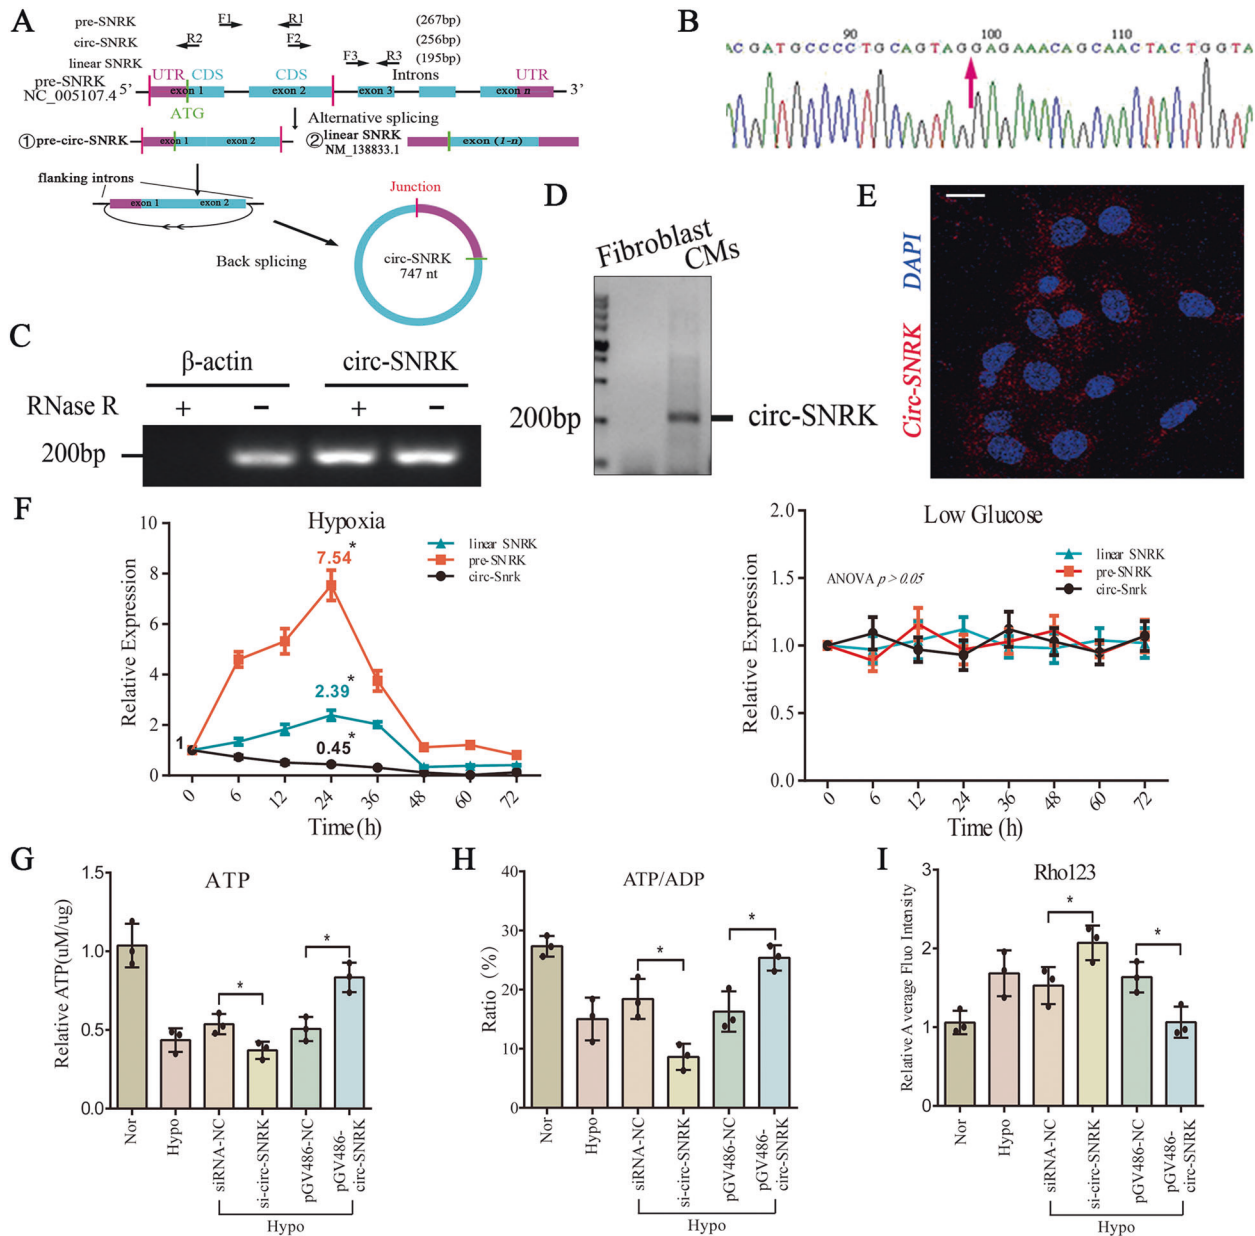 A
pre-SNRK F1 R1 (267bp)
circ-SNRK R2 F2 (256bp)
linear SNRK F3 R3 (195bp)
UTR CDS CDS Introns UTR
pre-SNRK 5’ exon 1 exon 2 exon 3 exon n 3’
NC_005107.4
ATG
Alternative splicing
①pre-circ-SNRK exon 1 exon 2 ② linear SNRK exon (1-n)
NM_138833.1
flanking introns
exon 1 exon 2
Back splicing
Junction
circ-SNRK
747 nt
B
90 100 110
ACGATGCCCCTGCAGTAGGAGAAACAGCAACTACTGGTA
C
β-actin circ-SNRK
RNase R + − + −
200bp
D
Fibroblast
CMs
200bp circ-SNRK
E
Circ-SNRK DAPI
F
Hypoxia
Relative Expression
10
8
6
4
2
0
1
7.54 *
2.39 *
0.45 *
linear SNRK
pre-SNRK
circ-Snrk
0 6 12 24 36 48 60 72
Time (h)
Low Glucose
Relative Expression
2.0
1.5
1.0
0.5
0.0
ANOVA p > 0.05
linear SNRK
pre-SNRK
circ-Snrk
0 6 12 24 36 48 60 72
Time (h)
G
ATP
Relative ATP(uM/ug)
1.5
1.0
0.5
0.0
* *
Nor
Hypo
siRNA-NC
si-circ-SNRK
pGV486-NC
pGV486-
circ-SNRK
Hypo
H
ATP/ADP
Ratio (%)
40
30
20
10
0
* *
Nor
Hypo
siRNA-NC
si-circ-SNRK
pGV486-NC
pGV486-
circ-SNRK
Hypo
I
Rho123
Relative Average Fluo Intensity
3
2
1
0
* *
Nor
Hypo
siRNA-NC
si-circ-SNRK
pGV486-NC
pGV486-
circ-SNRK
Hypo